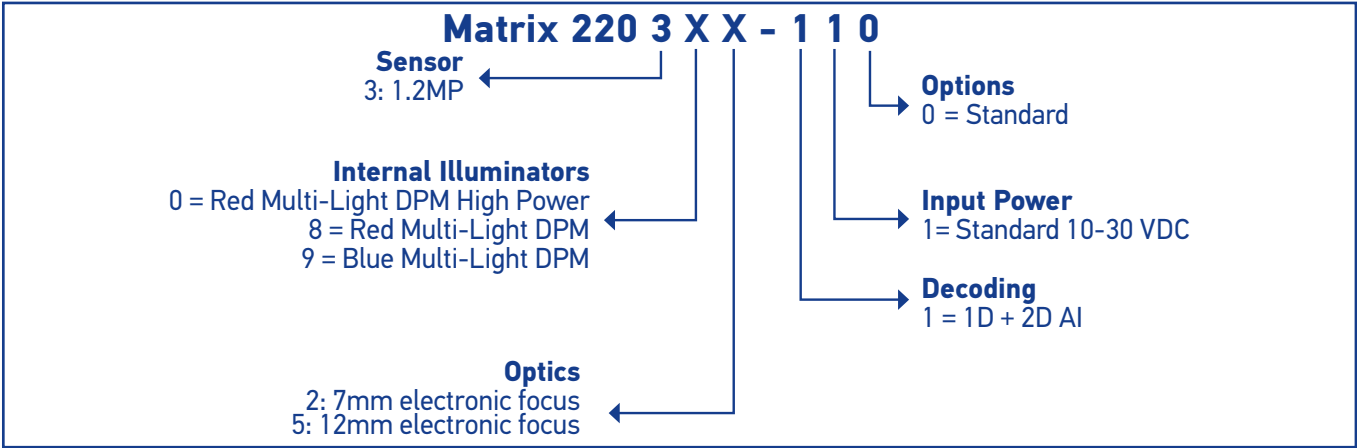 Matrix 220 3 X X - 1 1 0
Sensor
3: 1.2MP
Options
0 = Standard
Internal Illuminators
0 = Red Multi-Light DPM High Power
8 = Red Multi-Light DPM
9 = Blue Multi-Light DPM
Input Power
1= Standard 10-30 VDC
Decoding
1 = 1D + 2D AI
Optics
2: 7mm electronic focus
5: 12mm electronic focus